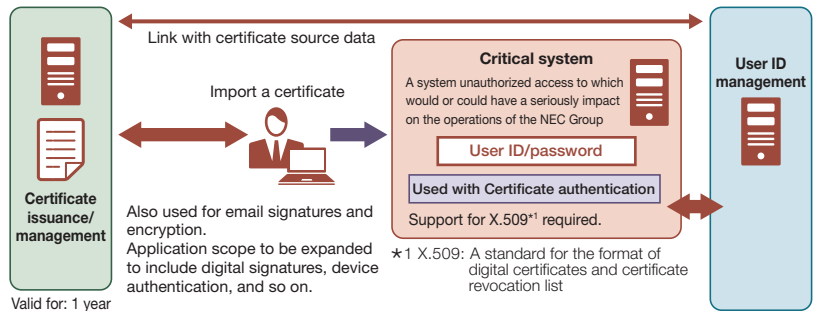 Link with certificate source data
Certificate
issuance/
management
Valid for: 1 year
Import a certificate
Also used for email signatures and
encryption.
Application scope to be expanded
to include digital signatures, device
authentication, and so on.
Critical system
A system unauthorized access to which
would or could have a seriously impact
on the operations of the NEC Group
User ID/password
Used with Certificate authentication
Support for X.509*1 required.
*1 X.509: A standard for the format of
digital certificates and certificate
revocation list
User ID
management